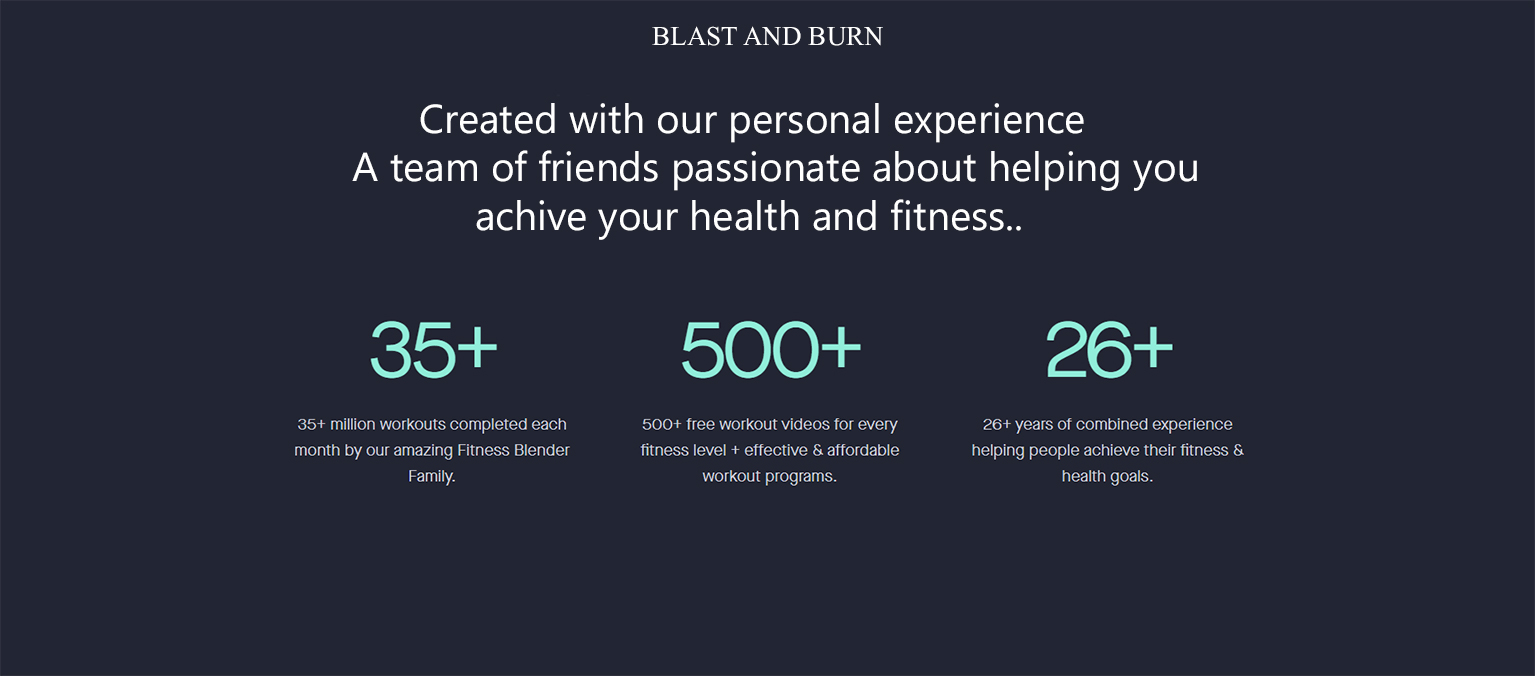 BLAST AND BURN
Created with our personal experience
A team of friends passionate about helping you
achive your health and fitness..
35+
35+ million workouts completed each
month by our amazing Fitness Blender
Family.
500+
500+ free workout videos for every
fitness level + effective & affordable
workout programs.
26+
26+ years of combined experience
helping people achieve their fitness &
health goals.